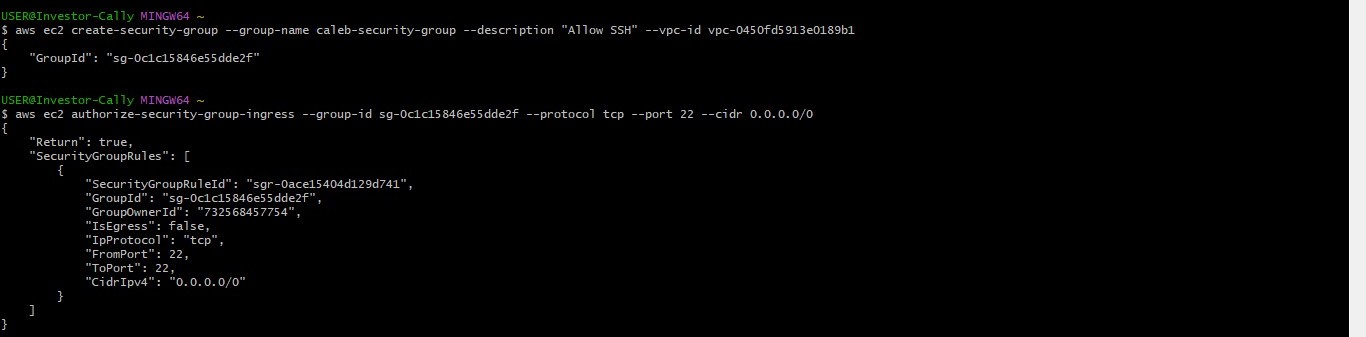 USER@Investor-Cally MINGW64 ~
$ aws ec2 create-security-group --group-name caleb-security-group --description "Allow SSH" --vpc-id vpc-0450fd5913e0189b1
{
    "GroupId": "sg-0c1c15846e55dde2f"
}
USER@Investor-Cally MINGW64 ~
$ aws ec2 authorize-security-group-ingress --group-id sg-0c1c15846e55dde2f --protocol tcp --port 22 --cidr 0.0.0.0/0
{
    "Return": true,
    "SecurityGroupRules": [
        {
            "SecurityGroupRuleId": "sgr-0ace15404d129d741",
            "GroupId": "sg-0c1c15846e55dde2f",
            "GroupOwnerId": "732568457754",
            "IsEgress": false,
            "IpProtocol": "tcp",
            "FromPort": 22,
            "ToPort": 22,
            "CidrIpv4": "0.0.0.0/0"
        }
    ]
}